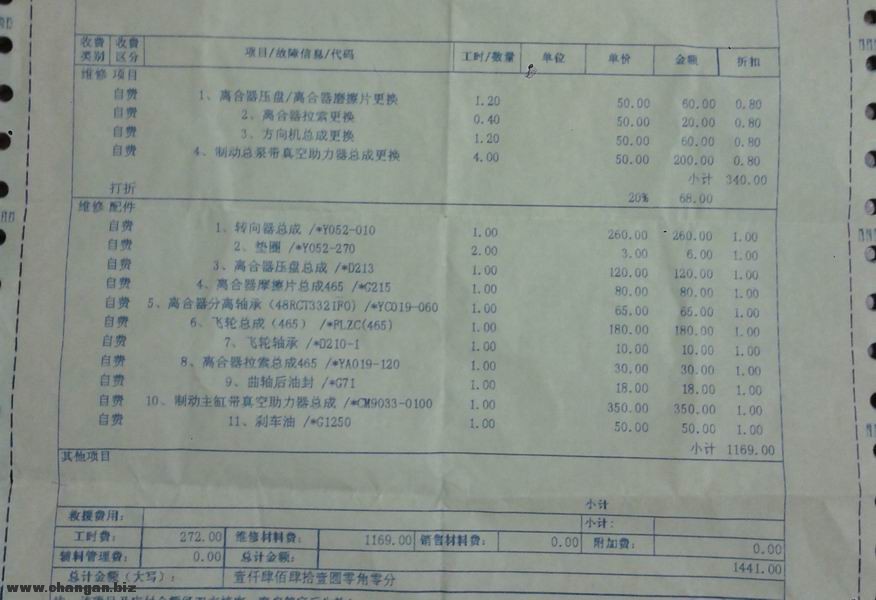 收费 收费 项目/故障信息/代码 工时/数量 单位 单价 金额 折扣
类别 区分
维修 项目
自费 1、离合器压盘/离合器磨擦片更换 1.20 50.00 60.00 0.80
自费 2、离合器拉索更换 0.40 50.00 20.00 0.80
自费 3、方向机总成更换 1.20 50.00 60.00 0.80
自费 4、制动总泵带真空助力器总成更换 4.00 50.00 200.00 0.80
小计 340.00
打折 20% 68.00
维修 配件
自费 1、转向器总成 /*Y052-010 1.00 260.00 260.00 1.00
自费 2、垫圈 /*Y052-270 2.00 3.00 6.00 1.00
自费 3、离合器压盘总成 /*D213 1.00 120.00 120.00 1.00
自费 4、离合器摩擦片总成465 /*G215 1.00 80.00 80.00 1.00
自费 5、离合器分离轴承（48RCT3321F0）/*YC019-060 1.00 65.00 65.00 1.00
自费 6、飞轮总成（465） /*FLZC(465) 1.00 180.00 180.00 1.00
自费 7、飞轮轴承 /*D210-1 1.00 10.00 10.00 1.00
自费 8、离合器拉索总成465 /*YA019-120 1.00 30.00 30.00 1.00
自费 9、曲轴后油封 /*G71 1.00 18.00 18.00 1.00
自费 10、制动主缸带真空助力器总成 /*CM9033-0100 1.00 350.00 350.00 1.00
自费 11、刹车油 /*G1250 1.00 50.00 50.00 1.00
小计 1169.00
其他项目
小计
救援费用： 小计：
工时费： 272.00 维修材料费： 1169.00 销售材料费： 0.00 附加费： 0.00
辅料管理费： 0.00 总计金额： 1441.00
总计金额（大写）： 壹仟肆佰肆拾壹圆零角零分
www.ohangan.biz